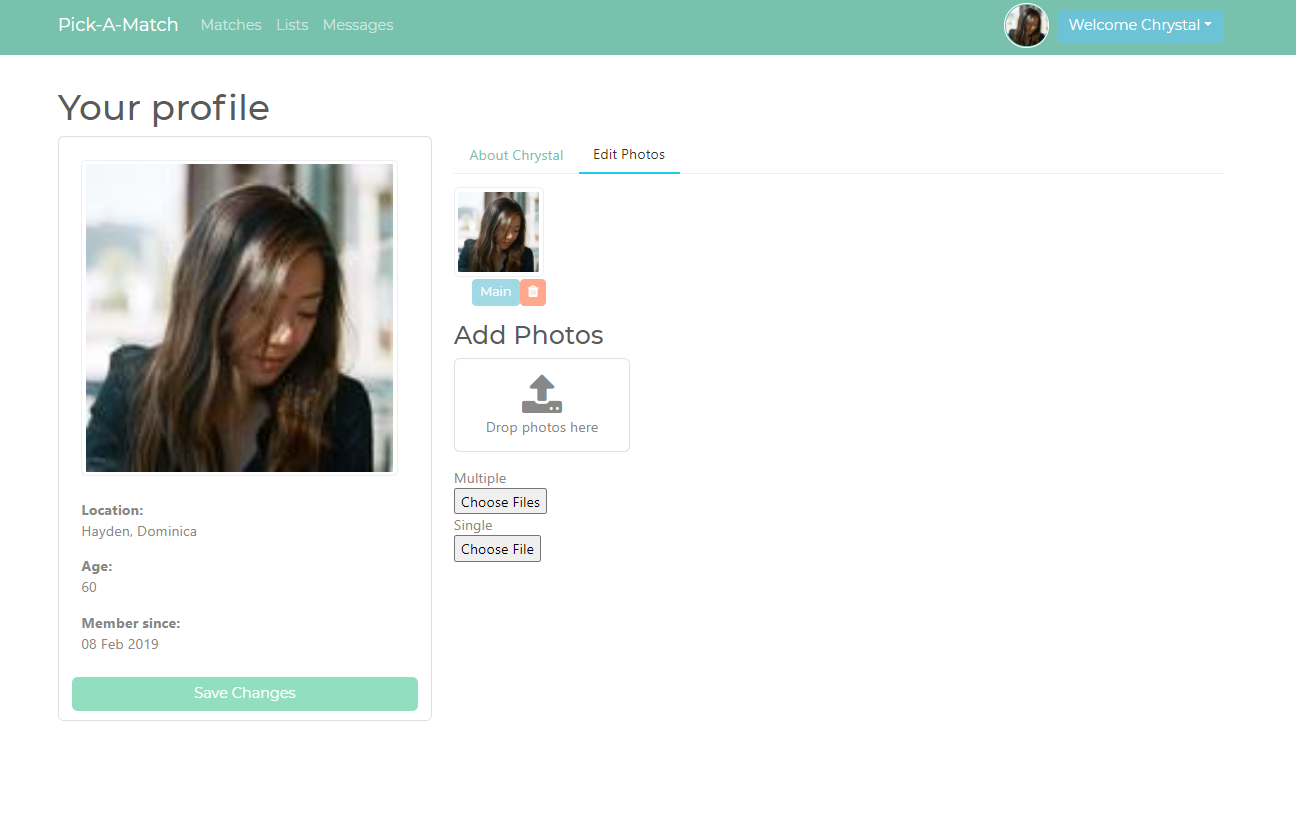 Pick-A-Match Matches Lists Messages Welcome Chrystal
Your profile
About Chrystal Edit Photos
Main
Add Photos
Drop photos here
Multiple
Choose Files
Single
Choose File
Location:
Hayden, Dominica
Age:
60
Member since:
08 Feb 2019
Save Changes